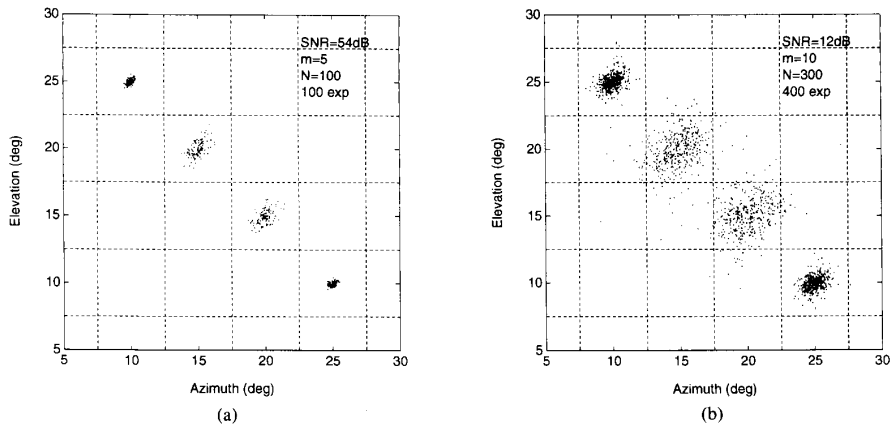 30
25
20
15
10
5
Elevation (deg)
SNR=54dB
m=5
N=100
100 exp
5
10
15
20
25
30
Azimuth (deg)
(a)
30
25
20
15
10
5
Elevation (deg)
SNR=12dB
m=10
N=300
400 exp
5
10
15
20
25
30
Azimuth (deg)
(b)